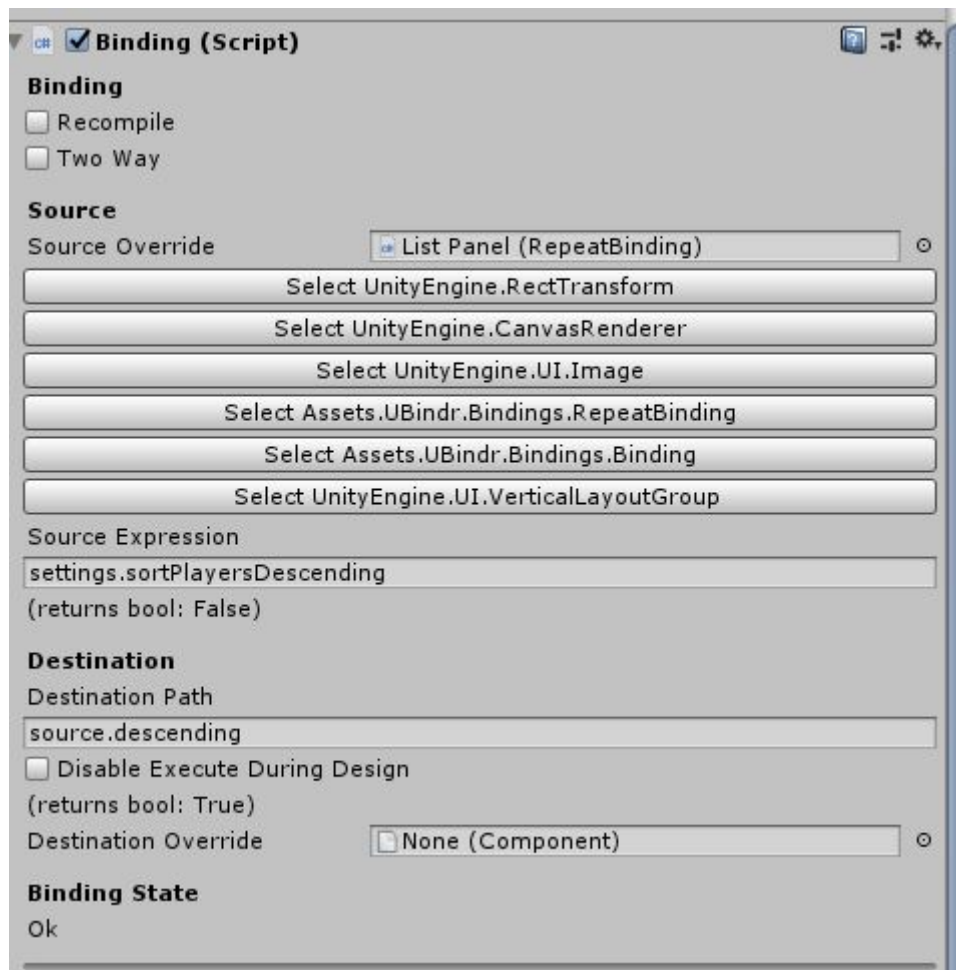 c# Binding (Script)
Binding
Recompile
Two Way
Source
Source Override List Panel (RepeatBinding)
Select UnityEngine.RectTransform
Select UnityEngine.CanvasRenderer
Select UnityEngine.UI.Image
Select Assets.UBindr.Bindings.RepeatBinding
Select Assets.UBindr.Bindings.Binding
Select UnityEngine.UI.VerticalLayoutGroup
Source Expression
settings.sortPlayersDescending
(returns bool: False)
Destination
Destination Path
source.descending
Disable Execute During Design
(returns bool: True)
Destination Override None (Component)
Binding State
Ok